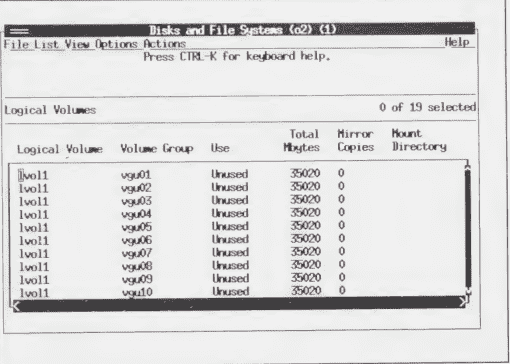 Disks and File Systems (o2) (1)
File List View Options Actions Help
Press CTRL-K for keyboard help.
Logical Volumes 0 of 19 selected
Total Mirror Mount
Logical Volume Volume Group Use Mbytes Copies Directory
lvol1 vgu01 Unused 35020 0
lvol1 vgu02 Unused 35020 0
lvol1 vgu03 Unused 35020 0
lvol1 vgu04 Unused 35020 0
lvol1 vgu05 Unused 35020 0
lvol1 vgu06 Unused 35020 0
lvol1 vgu07 Unused 35020 0
lvol1 vgu08 Unused 35020 0
lvol1 vgu09 Unused 35020 0
lvol1 vgu10 Unused 35020 0